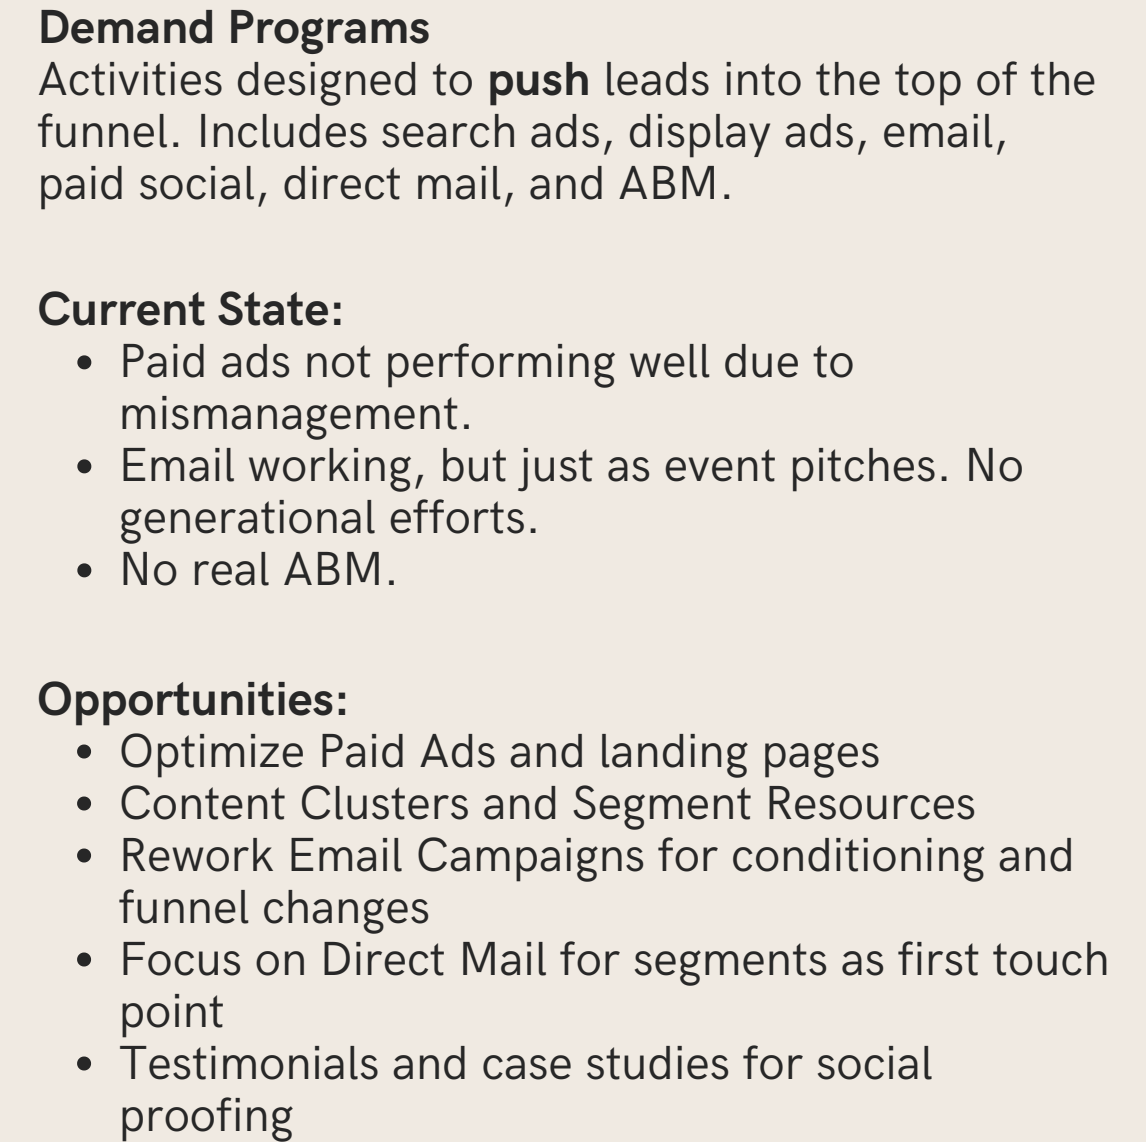 Demand Programs
Activities designed to push leads into the top of the
funnel. Includes search ads, display ads, email,
paid social, direct mail, and ABM.
Current State:
• Paid ads not performing well due to
mismanagement.
• Email working, but just as event pitches. No
generational efforts.
• No real ABM.
Opportunities:
• Optimize Paid Ads and landing pages
• Content Clusters and Segment Resources
• Rework Email Campaigns for conditioning and
funnel changes
• Focus on Direct Mail for segments as first touch
point
• Testimonials and case studies for social
proofing